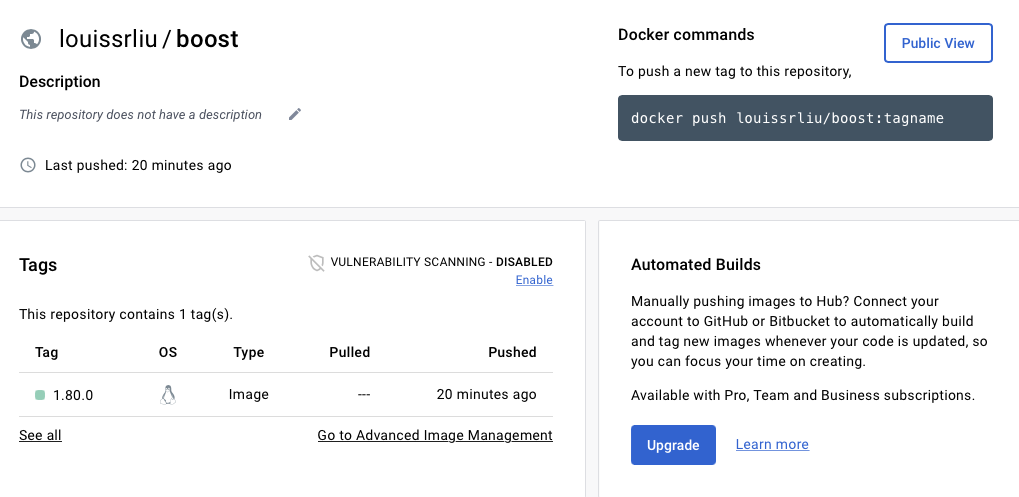 louissrliu / boost
Description
This repository does not have a description
Last pushed: 20 minutes ago
Docker commands
Public View
To push a new tag to this repository,
docker push louissrliu/boost:tagname
Tags
VULNERABILITY SCANNING - DISABLED
Enable
This repository contains 1 tag(s).
Tag OS Type Pulled Pushed
1.80.0 Image --- 20 minutes ago
See all Go to Advanced Image Management
Automated Builds
Manually pushing images to Hub? Connect your
account to GitHub or Bitbucket to automatically build
and tag new images whenever your code is updated, so
you can focus your time on creating.
Available with Pro, Team and Business subscriptions.
Upgrade Learn more